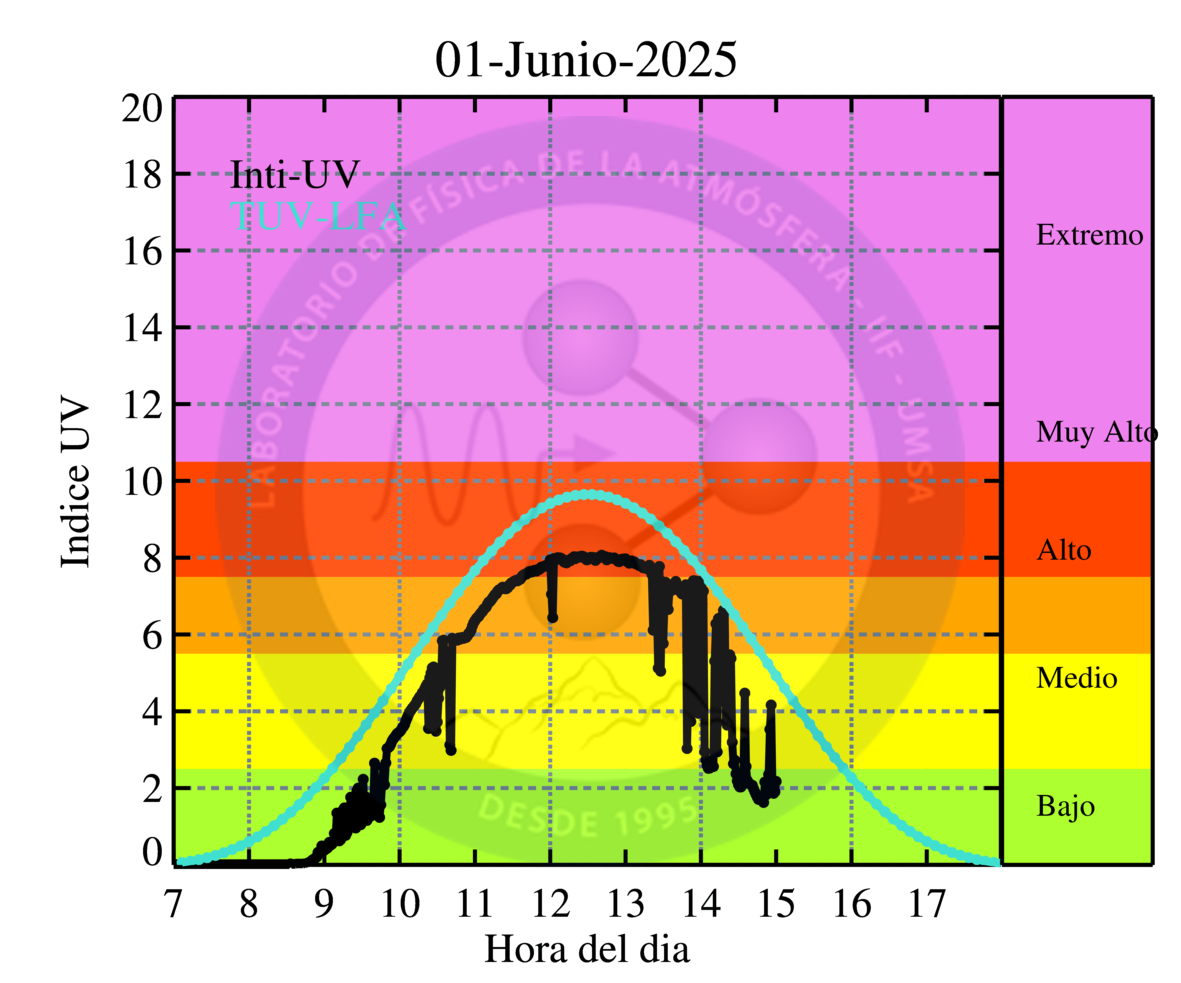 01-Junio-2025
20
18
16
14
12
10
8
6
4
2
0
Indice UV
Inti-UV
TUV-LFA
LABORATORIO DE FÍSICA DE LA ATMÓSFERA - IIF - UMSA
DESDE 1995
Extremo
Muy Alto
Alto
Medio
Bajo
7 8 9 10 11 12 13 14 15 16 17
Hora del dia